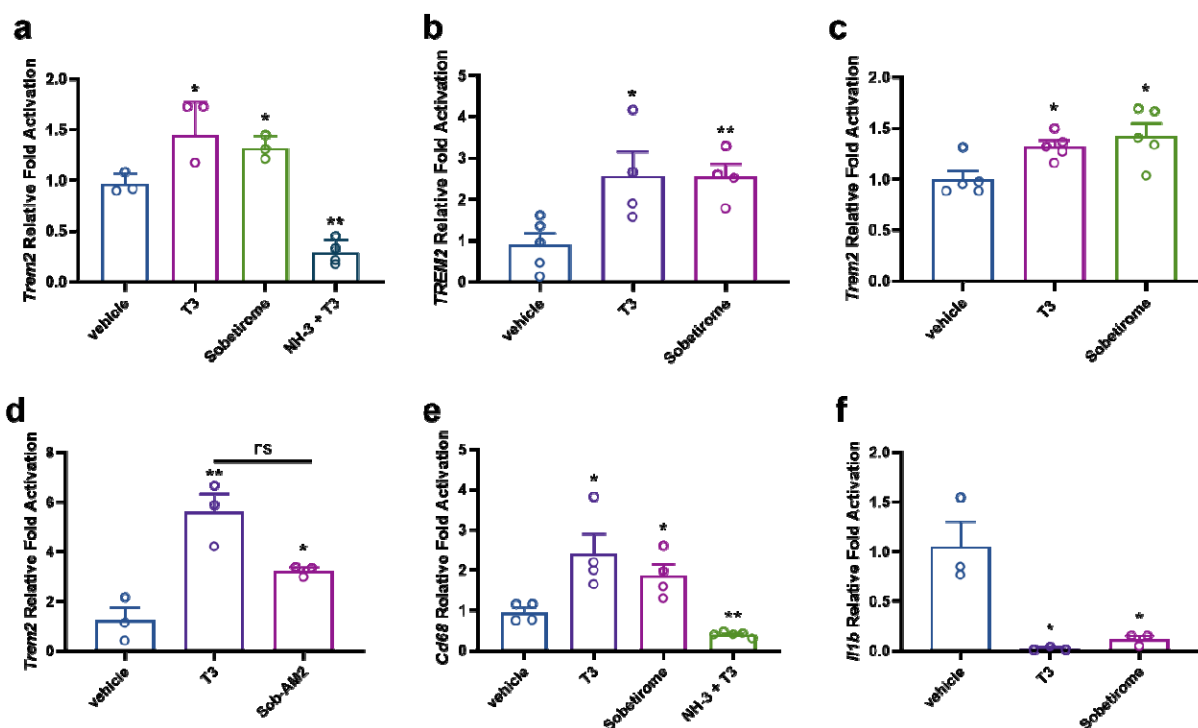 a
Trem2 Relative Fold Activation
2.0
1.5
1.0
0.5
0.0
*
*
**
vehicle
T3
Sobetirome
NH-3 + T3
b
TREM2 Relative Fold Activation
5
4
3
2
1
0
*
**
vehicle
T3
Sobetirome
c
Trem2 Relative Fold Activation
2.0
1.5
1.0
0.5
0.0
*
*
vehicle
T3
Sobetirome
d
Trem2 Relative Fold Activation
8
6
4
2
0
ns
**
*
vehicle
T3
Sob-AM2
e
Cd68 Relative Fold Activation
5
4
3
2
1
0
*
*
**
vehicle
T3
Sobetirome
NH-3 + T3
f
Il1b Relative Fold Activation
2.0
1.5
1.0
0.5
0.0
*
*
vehicle
T3
Sobetirome